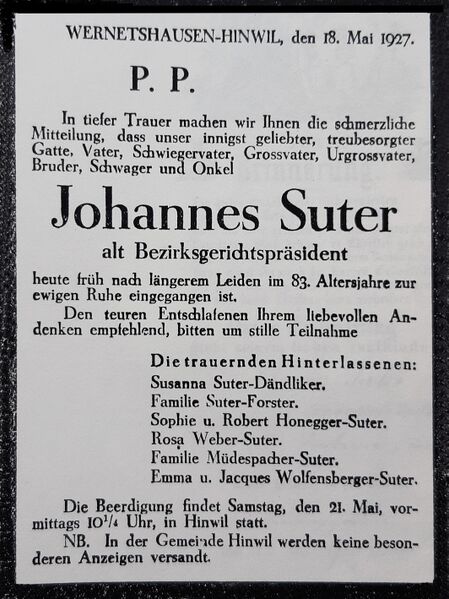 WERNETSHAUSEN-HINWIL, den 18. Mai 1927.
P. P.
In tiefer Trauer machen wir Ihnen die schmerzliche
Mitteilung, dass unser innigst geliebter, treubesorgter
Gatte, Vater, Schwiegervater, Grossvater, Urgrossvater,
Bruder, Schwager und Onkel
Johannes Suter
alt Bezirksgerichtspräsident
heute früh nach längerem Leiden im 83. Altersjahre zur
ewigen Ruhe eingegangen ist.
Den teuren Entschlafenen Ihrem liebevollen An-
denken empfehlend, bitten um stille Teilnahme
Die trauernden Hinterlassenen:
Susanna Suter-Dändliker.
Familie Suter-Forster.
Sophie u. Robert Honegger-Suter.
Rosa Weber-Suter.
Familie Müdespacher-Suter.
Emma u. Jacques Wolfensberger-Suter.
Die Beerdigung findet Samstag, den 21. Mai, vor-
mittags 10¼ Uhr, in Hinwil statt.
NB. In der Gemeinde Hinwil werden keine beson-
deren Anzeigen versandt.